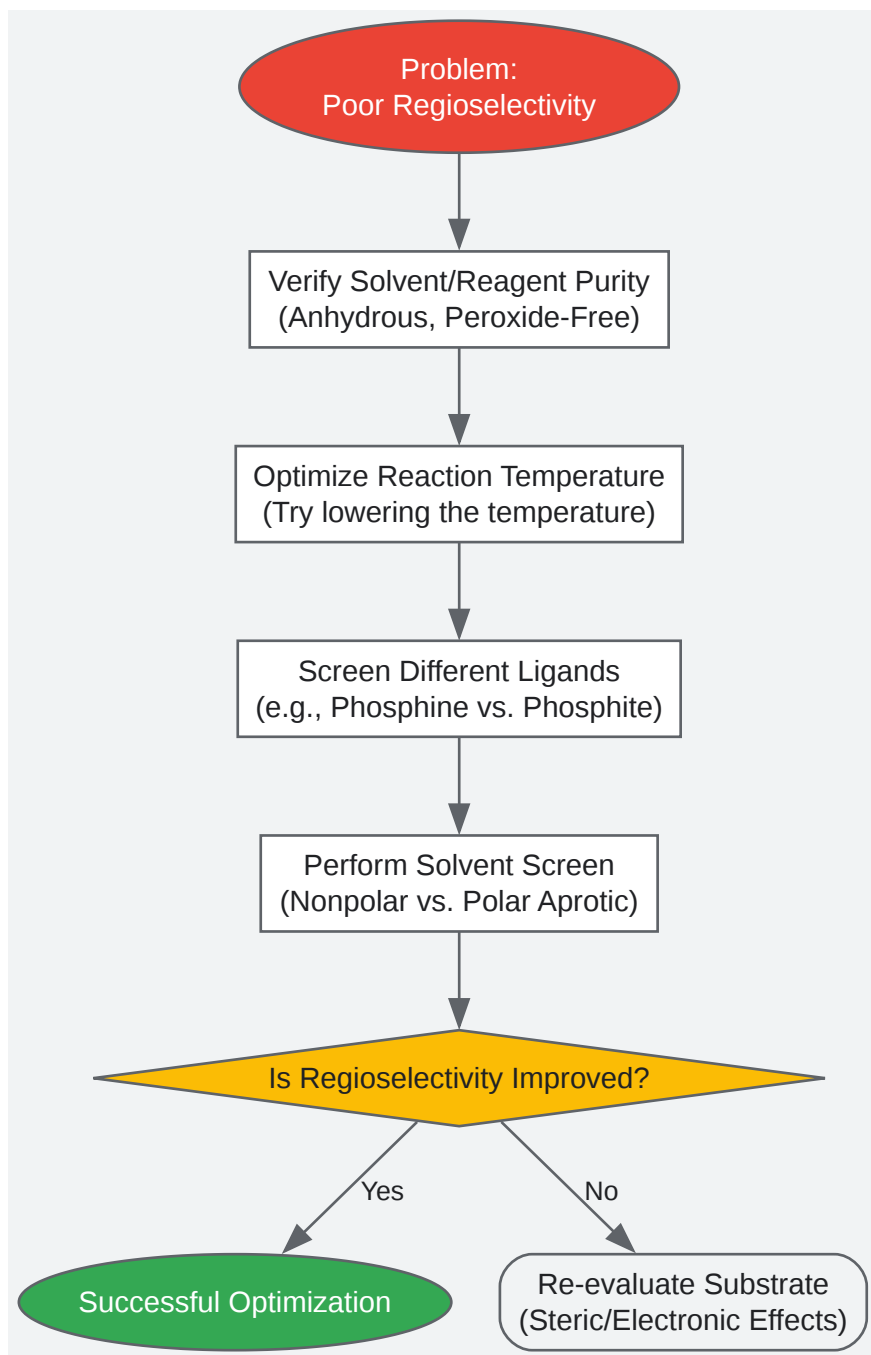 Problem:
Poor Regioselectivity
Verify Solvent/Reagent Purity
(Anhydrous, Peroxide-Free)
Optimize Reaction Temperature
(Try lowering the temperature)
Screen Different Ligands
(e.g., Phosphine vs. Phosphite)
Perform Solvent Screen
(Nonpolar vs. Polar Aprotic)
Is Regioselectivity Improved?
Yes
No
Successful Optimization
Re-evaluate Substrate
(Steric/Electronic Effects)